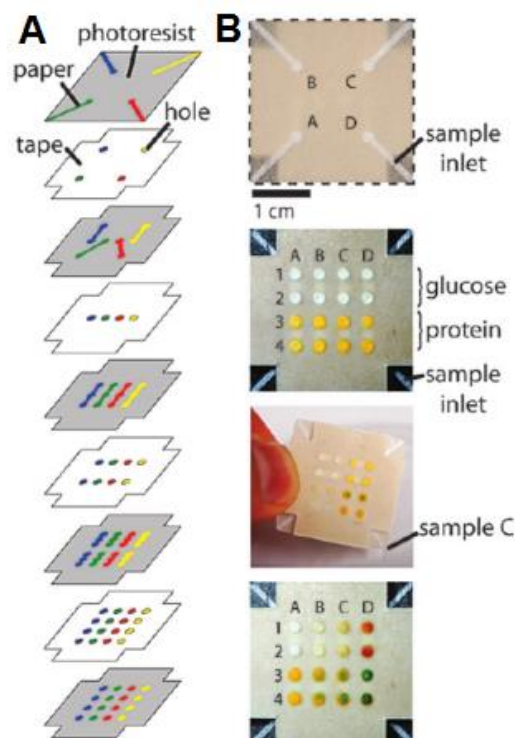 A
photoresist
paper
hole
tape
B
B C
A D
sample
inlet
1 cm
A B C D
1
2
3
4
glucose
protein
sample
inlet
sample C
A B C D
1
2
3
4